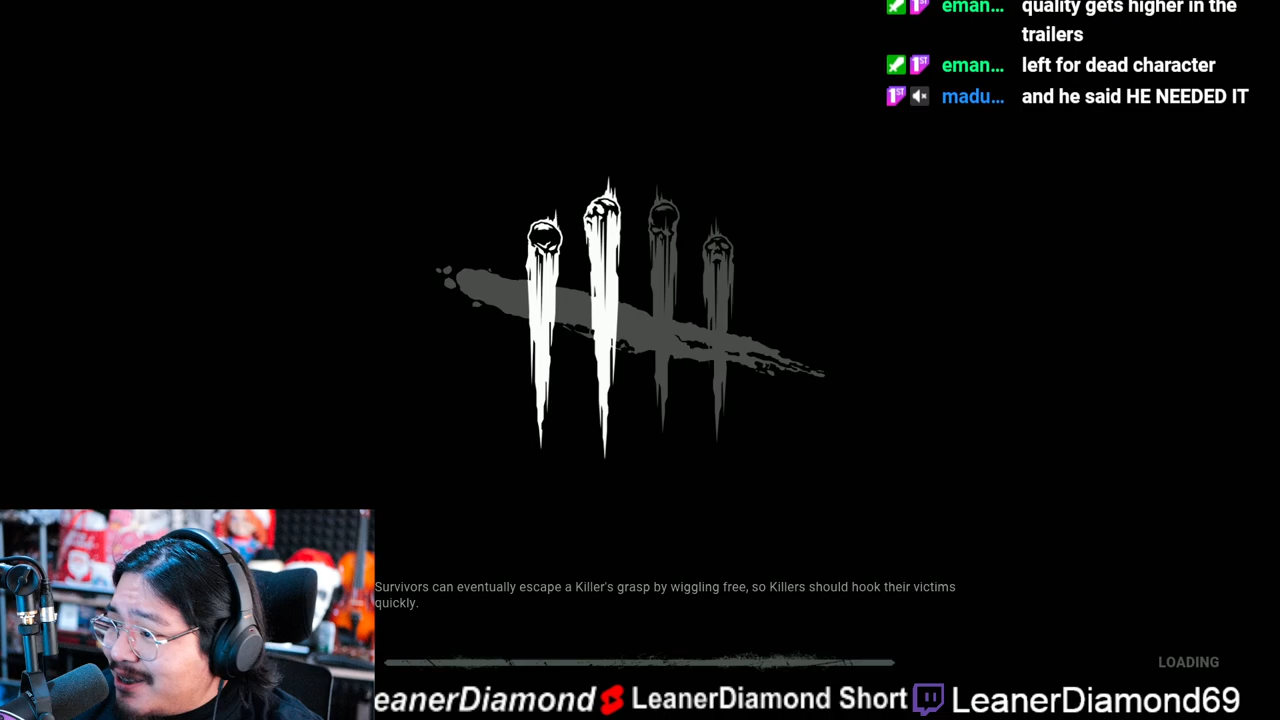 eman... quality gets higher in the
trailers
eman... left for dead character
madu... and he said HE NEEDED IT
Survivors can eventually escape a Killer's grasp by wiggling free, so Killers should hook their victims
quickly.
LOADING
eanerDiamond LeanerDiamond Short LeanerDiamond69